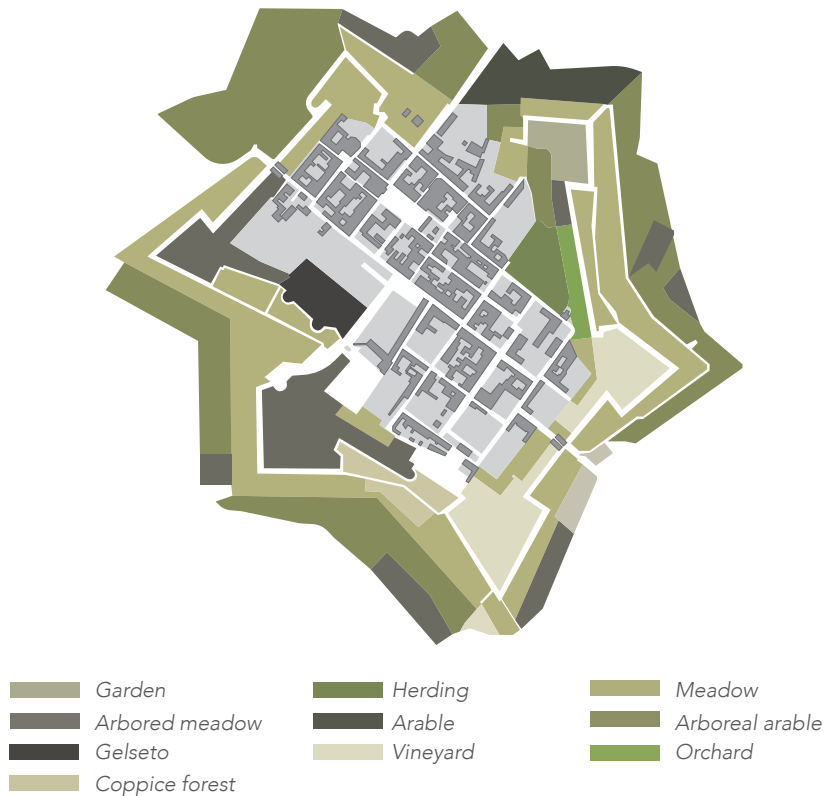 Garden
Herding
Meadow
Arbored meadow
Arable
Arboreal arable
Gelseto
Vineyard
Orchard
Coppice forest